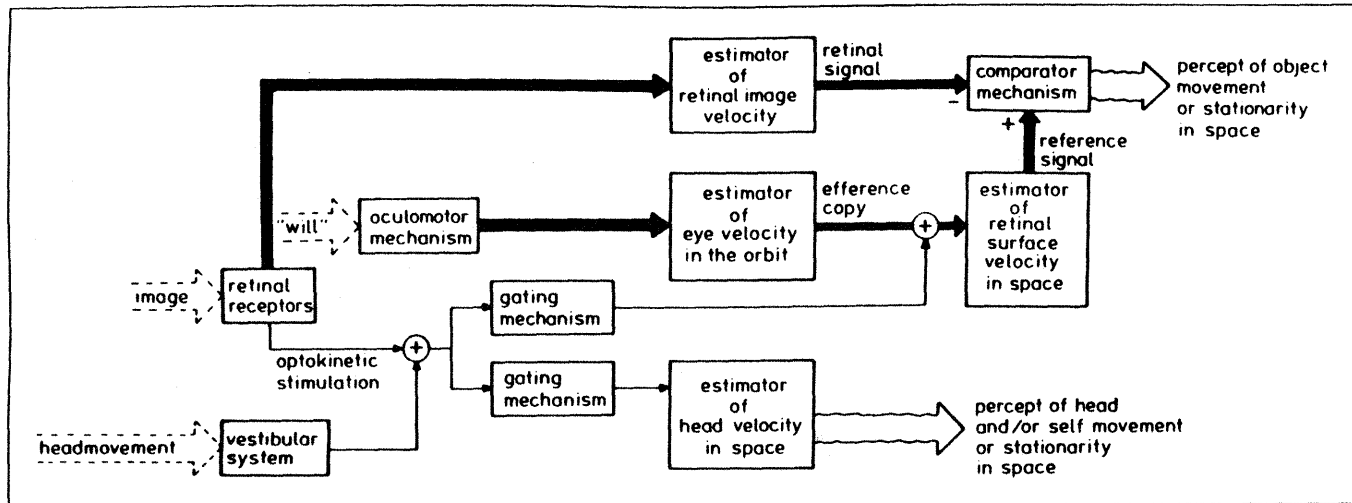 estimator
of
retinal image
velocity
retinal
signal
comparator
mechanism
percept of object
movement
or stationarity
in space
-
+
reference
signal
"will"
oculomotor
mechanism
estimator
of
eye velocity
in the orbit
efference
copy
+
estimator
of
retinal
surface
velocity
in space
image
retinal
receptors
gating
mechanism
optokinetic
stimulation
+
gating
mechanism
estimator
of
head velocity
in space
percept of head
and/or self movement
or stationarity
in space
headmovement
vestibular
system